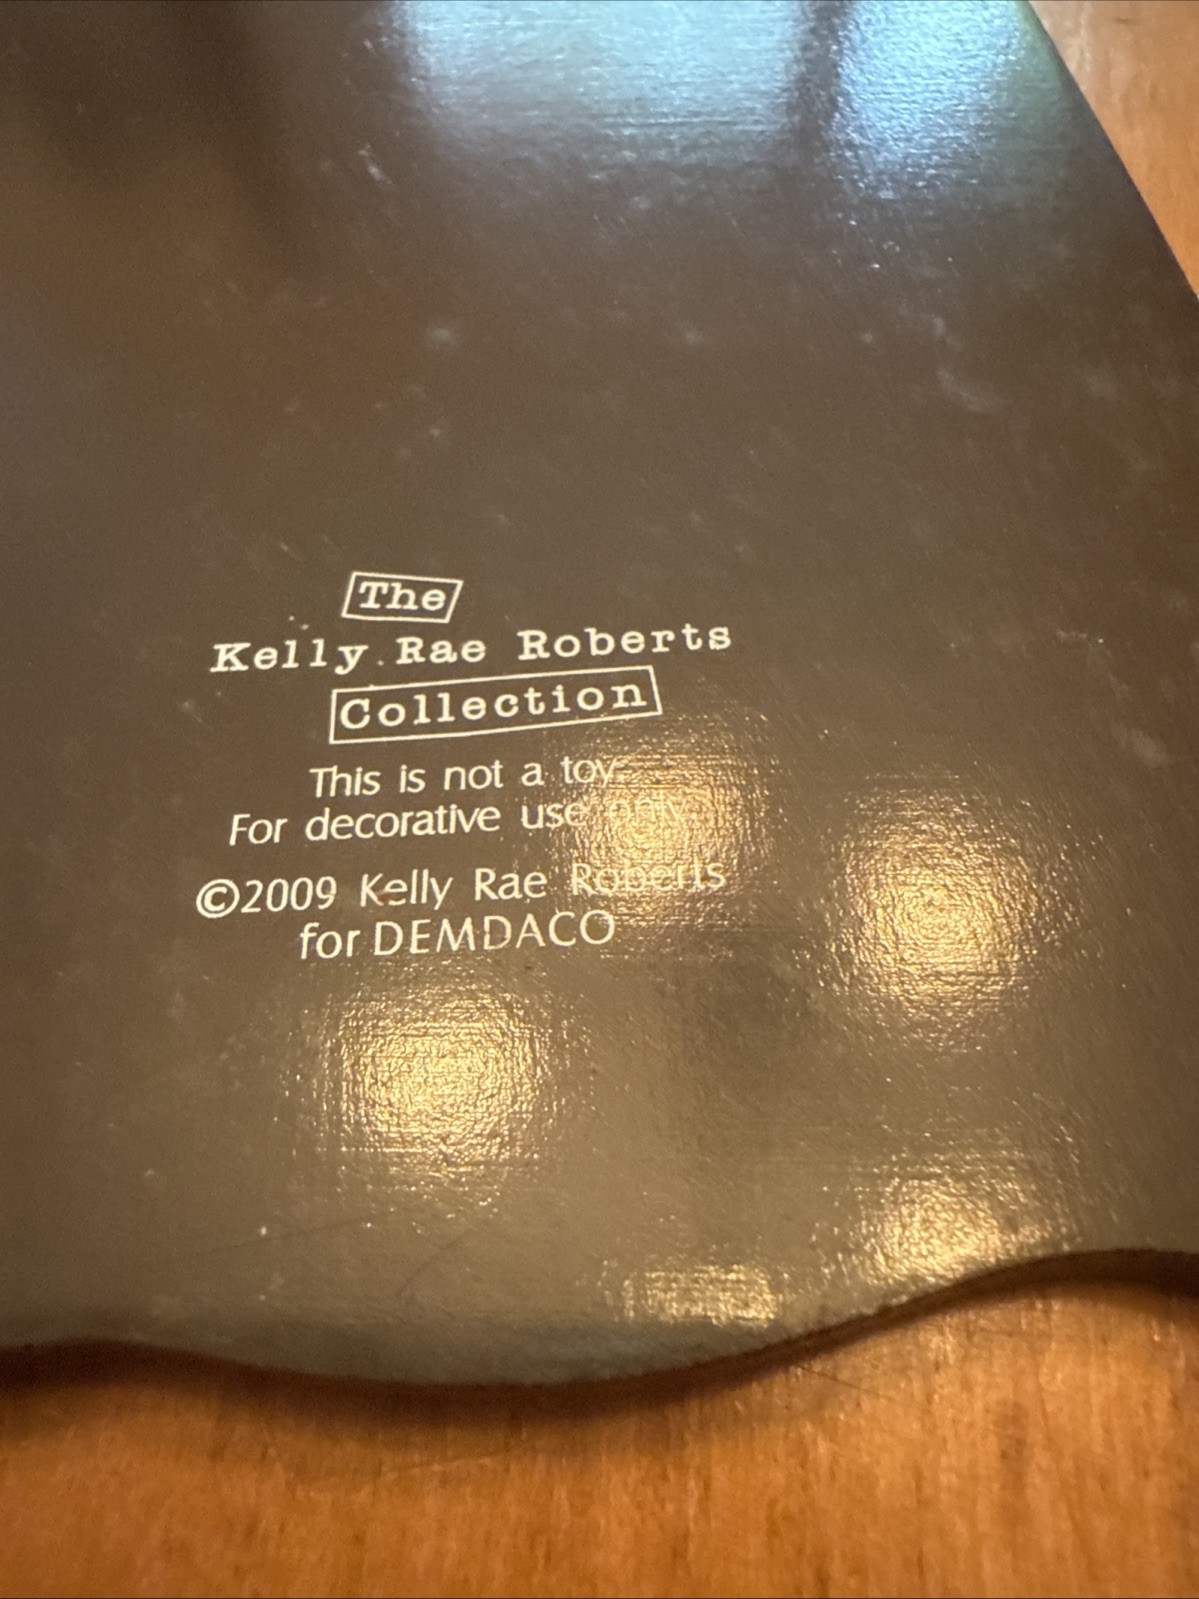 The
Kelly Rae Roberts
Collection
This is not a toy.
For decorative use only.
©2009 Kelly Rae Roberts
for DEMDACO